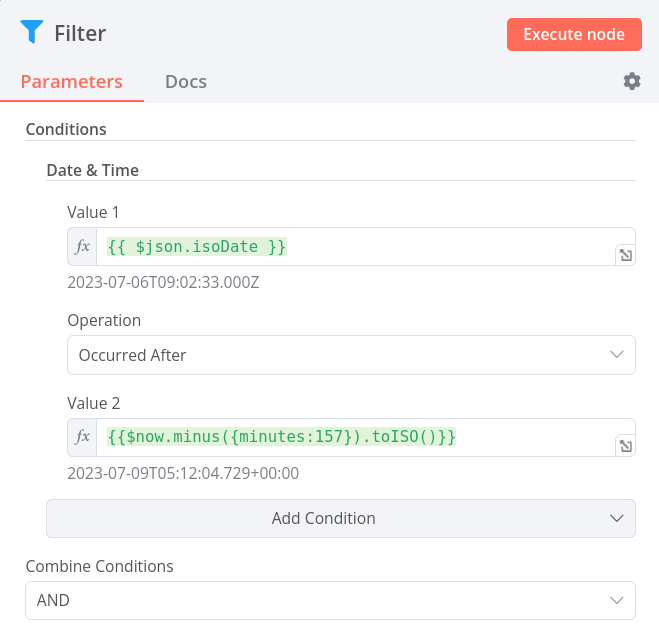 Filter
Execute node
Parameters
Docs
Conditions
Date & Time
Value 1
fx {{ $json.isoDate }}
2023-07-06T09:02:33.000Z
Operation
Occurred After
Value 2
fx {{$now.minus({minutes:157}).toISO()}}
2023-07-09T05:12:04.729+00:00
Add Condition
Combine Conditions
AND